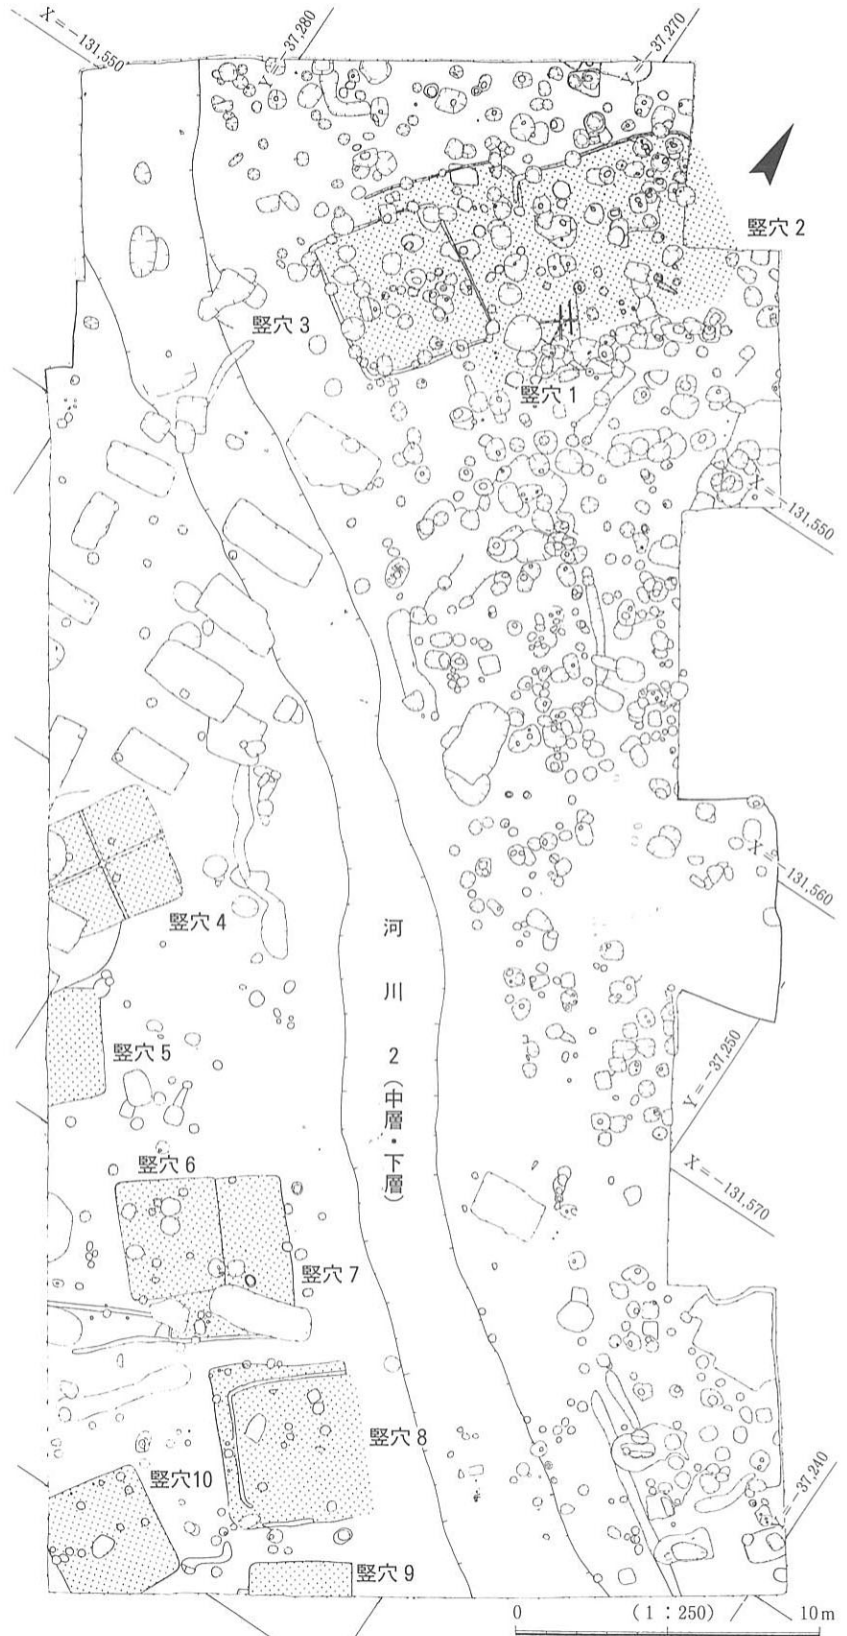 X = −131,550
Y = −37,280
Y = −37,270
竪穴 2
竪穴 3
竪穴 1
X = −131,550
X = −131,560
竪穴 4
河川 2（中層・下層）
竪穴 5
Y = −37,250
X = −131,570
竪穴 6
竪穴 7
竪穴 8
竪穴10
Y = −37,240
竪穴 9
0 (1：250) 10m